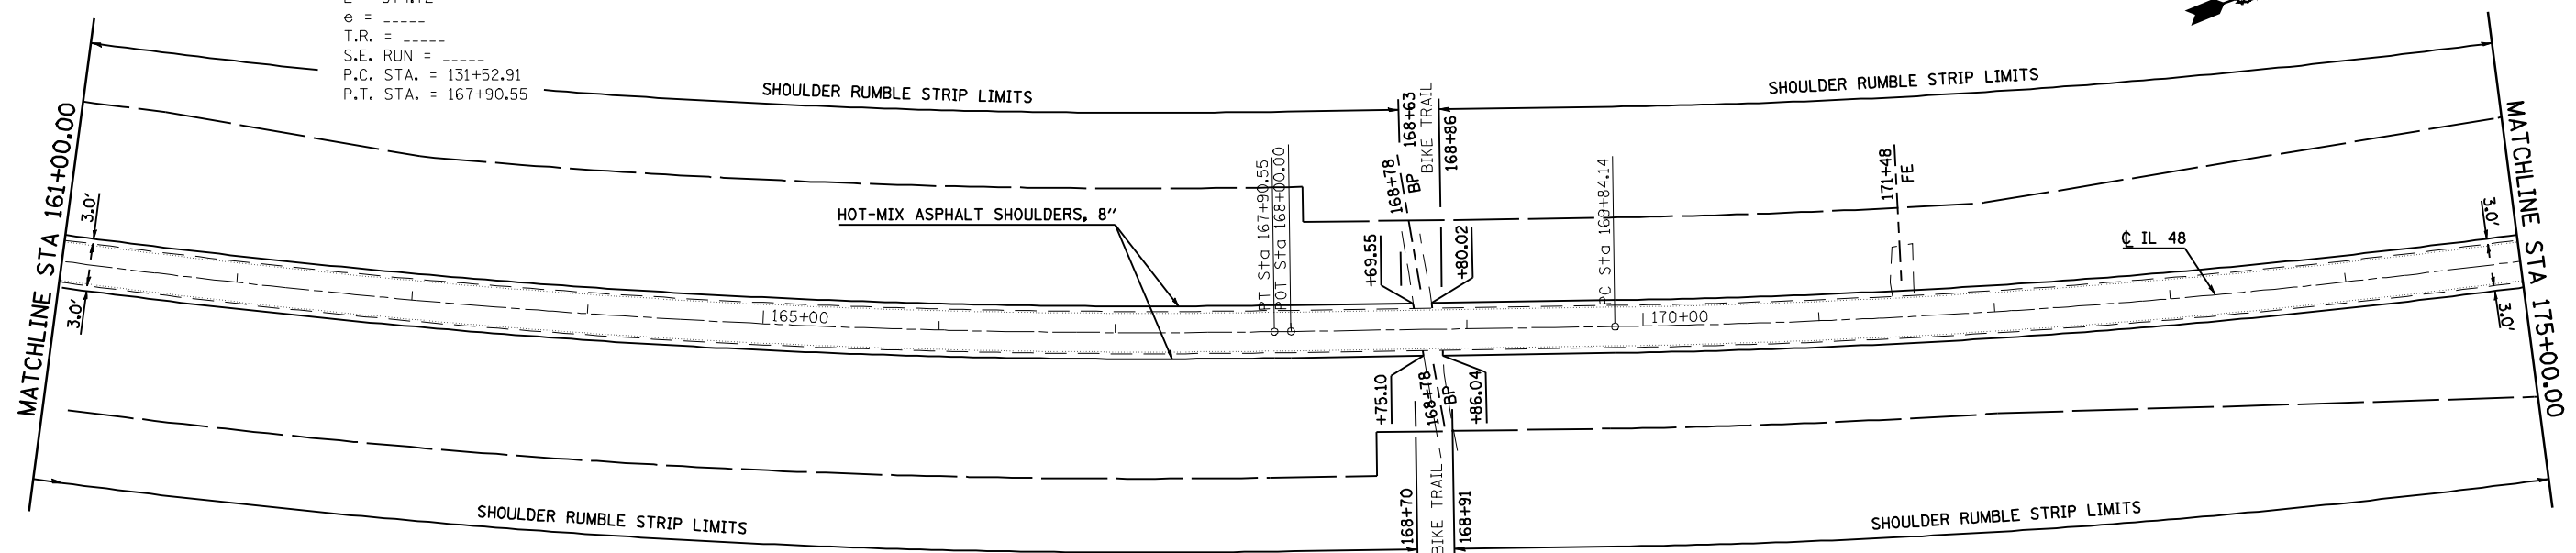 e = _____
T.R. = _____
S.E. RUN = _____
P.C. STA. = 131+52.91
P.T. STA. = 167+90.55
SHOULDER RUMBLE STRIP LIMITS
SHOULDER RUMBLE STRIP LIMITS
168+63
BIKE TRAIL
168+86
MATCHLINE STA 161+00.00
MATCHLINE STA 175+00.00
3.0'
3.0'
HOT-MIX ASPHALT SHOULDERS, 8"
PT Sta 167+90.55
POT Sta 168+00.00
168+78
BP
+69.55
+80.02
PC Sta 169+84.14
171+48
FE
℄ IL 48
3.0'
3.0'
165+00
170+00
+75.10
168+78
BP
+86.04
168+70
BIKE TRAIL
168+91
SHOULDER RUMBLE STRIP LIMITS
SHOULDER RUMBLE STRIP LIMITS